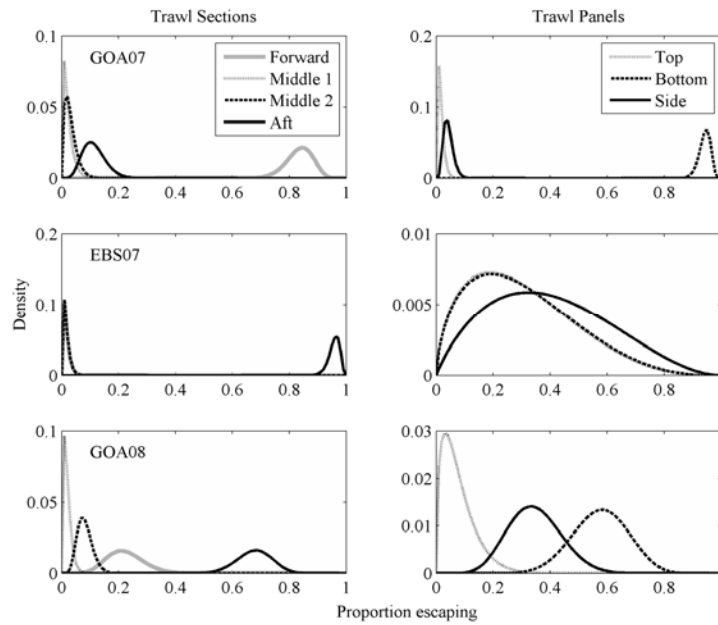 Trawl Sections
Trawl Panels
0.1
GOA07
Forward
Middle 1
Middle 2
Aft
0.05
0
0 0.2 0.4 0.6 0.8 1
0.2
Top
Bottom
Side
0.1
0
0 0.2 0.4 0.6 0.8
0.2
EBS07
0.1
0
0 0.2 0.4 0.6 0.8 1
0.01
0.005
0
0 0.2 0.4 0.6 0.8
Density
0.1
GOA08
0.05
0
0 0.2 0.4 0.6 0.8 1
0.03
0.02
0.01
0
0 0.2 0.4 0.6 0.8
Proportion escaping